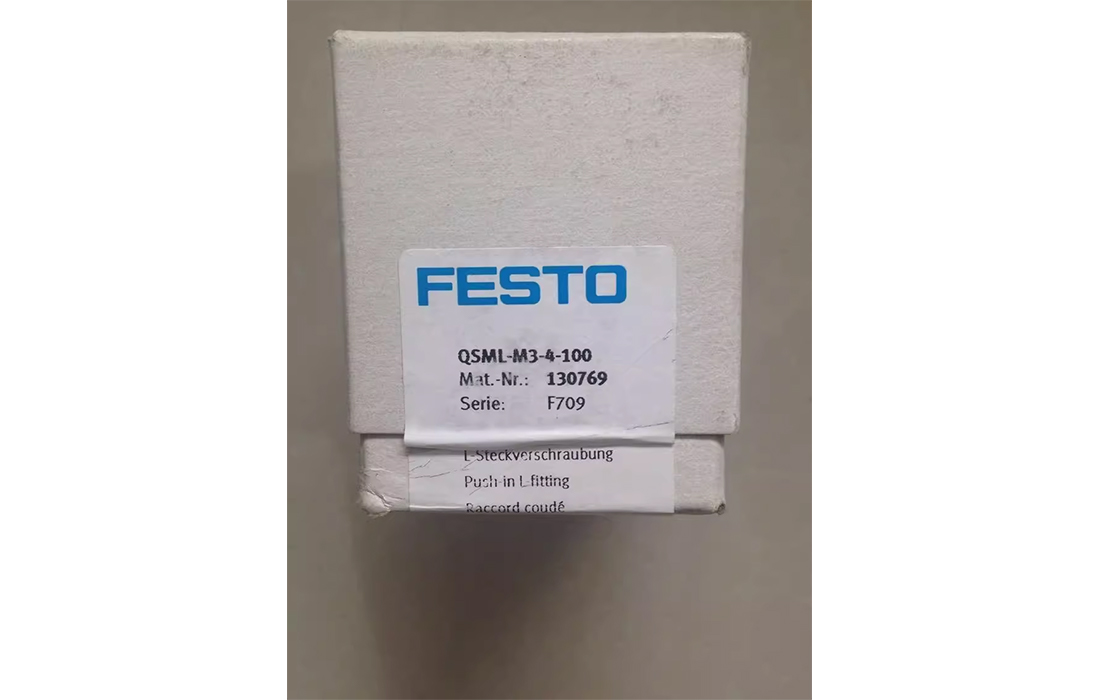 FESTO
QSML-M3-4-100
Mat.-Nr.: 130769
Serie: F709
L-Steckverschraubung
Push-in L-fitting
Raccord coudé